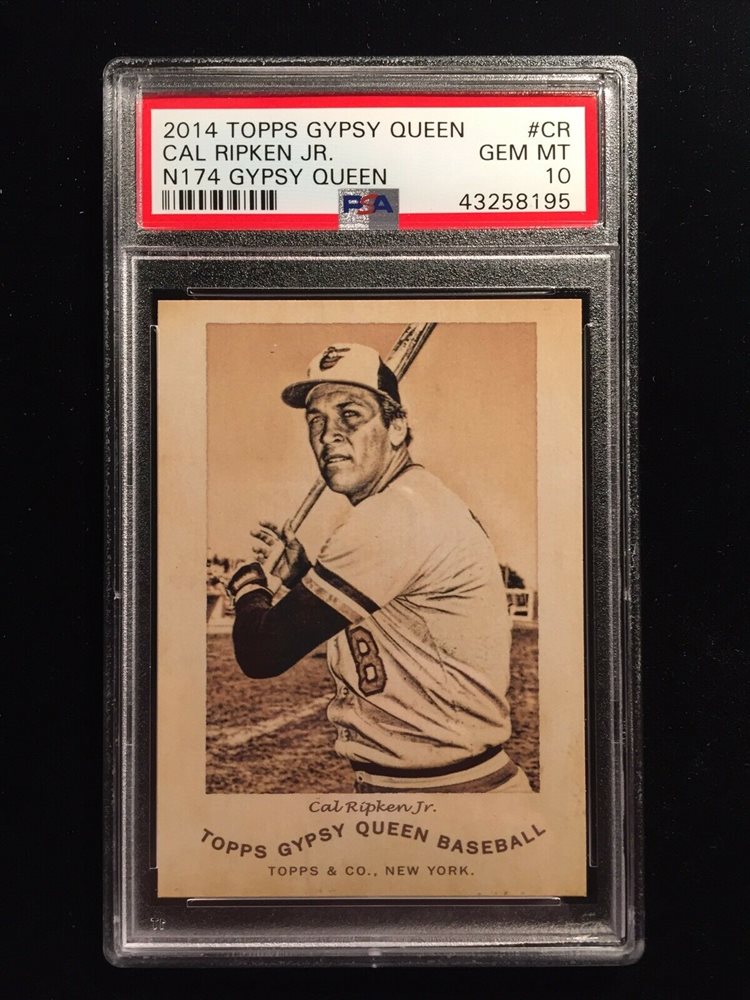 2014 TOPPS GYPSY QUEEN #CR
CAL RIPKEN JR. GEM MT
N174 GYPSY QUEEN 10
PSA 43258195
8
Cal Ripken Jr.
TOPPS GYPSY QUEEN BASEBALL
TOPPS & CO., NEW YORK.